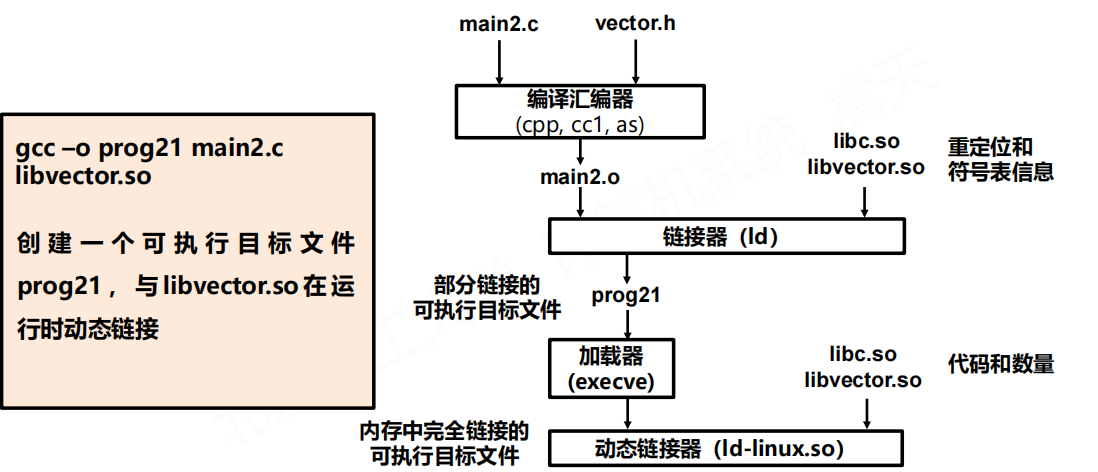 main2.c
vector.h
编译汇编器
(cpp, cc1, as)
gcc –o prog21 main2.c
libvector.so
创建一个可执行目标文件
prog21，与libvector.so在运
行时动态链接
main2.o
libc.so
libvector.so
重定位和
符号表信息
链接器（ld）
部分链接的
可执行目标文件
prog21
加载器
(execve)
libc.so
libvector.so
代码和数量
内存中完全链接的
可执行目标文件
动态链接器（ld-linux.so）